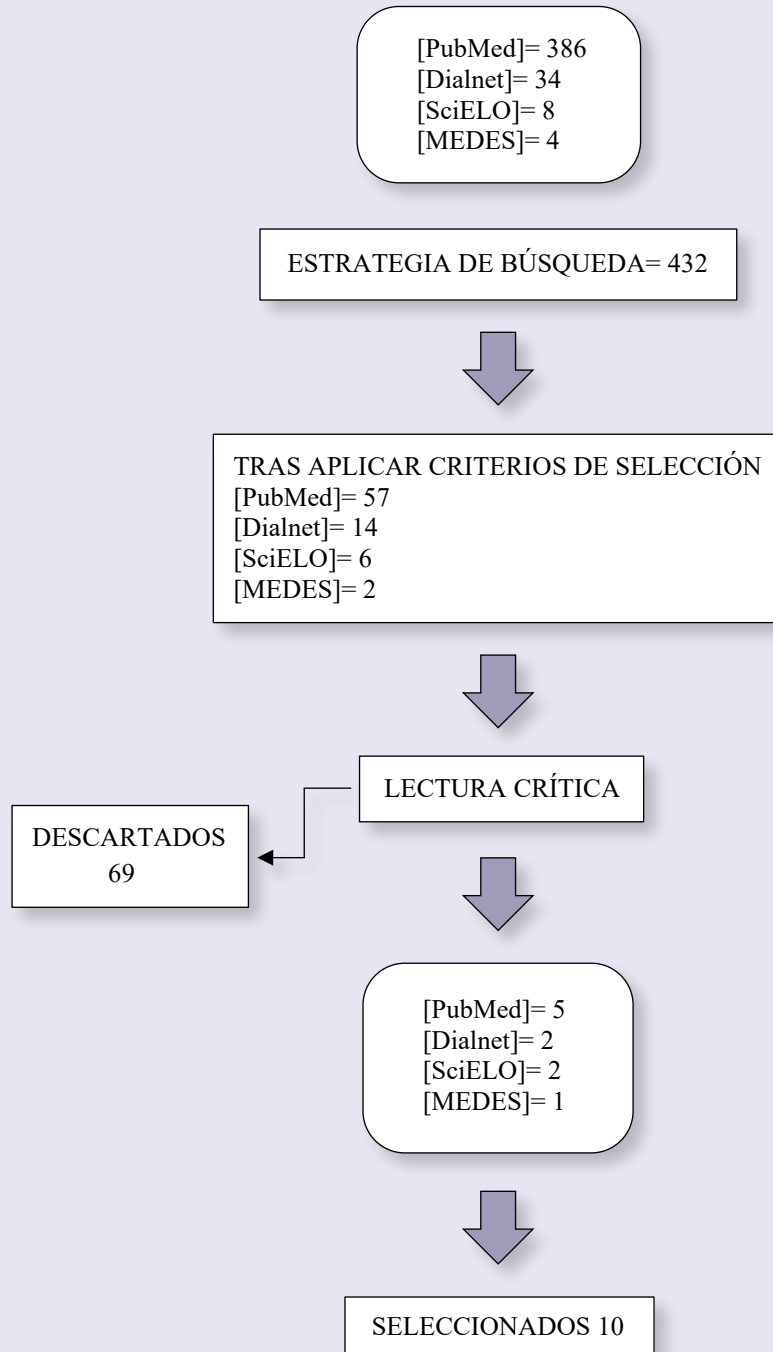 [PubMed]= 386
[Dialnet]= 34
[SciELO]= 8
[MEDES]= 4
ESTRATEGIA DE BÚSQUEDA= 432
TRAS APLICAR CRITERIOS DE SELECCIÓN
[PubMed]= 57
[Dialnet]= 14
[SciELO]= 6
[MEDES]= 2
LECTURA CRÍTICA
DESCARTADOS
69
[PubMed]= 5
[Dialnet]= 2
[SciELO]= 2
[MEDES]= 1
SELECCIONADOS 10